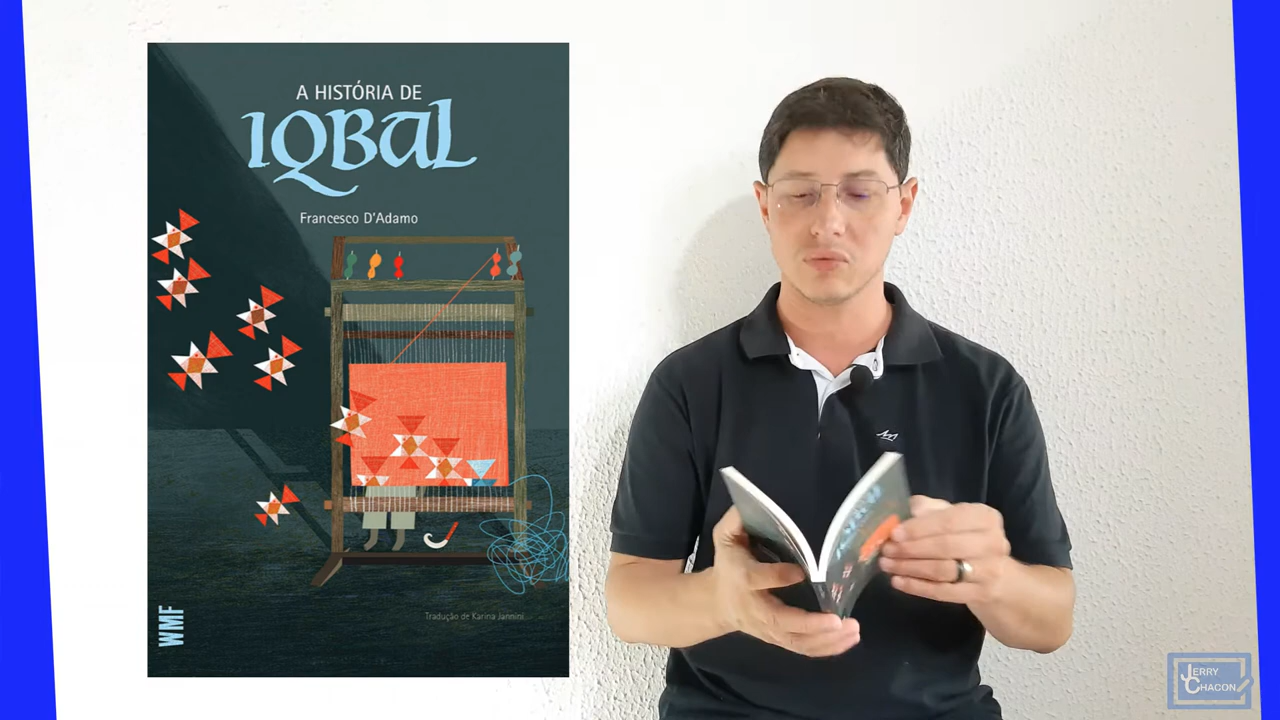 A HISTÓRIA DE
IQBAL
Francesco D'Adamo
Tradução de Karina Jannini
WMF
JERRY
CHACON